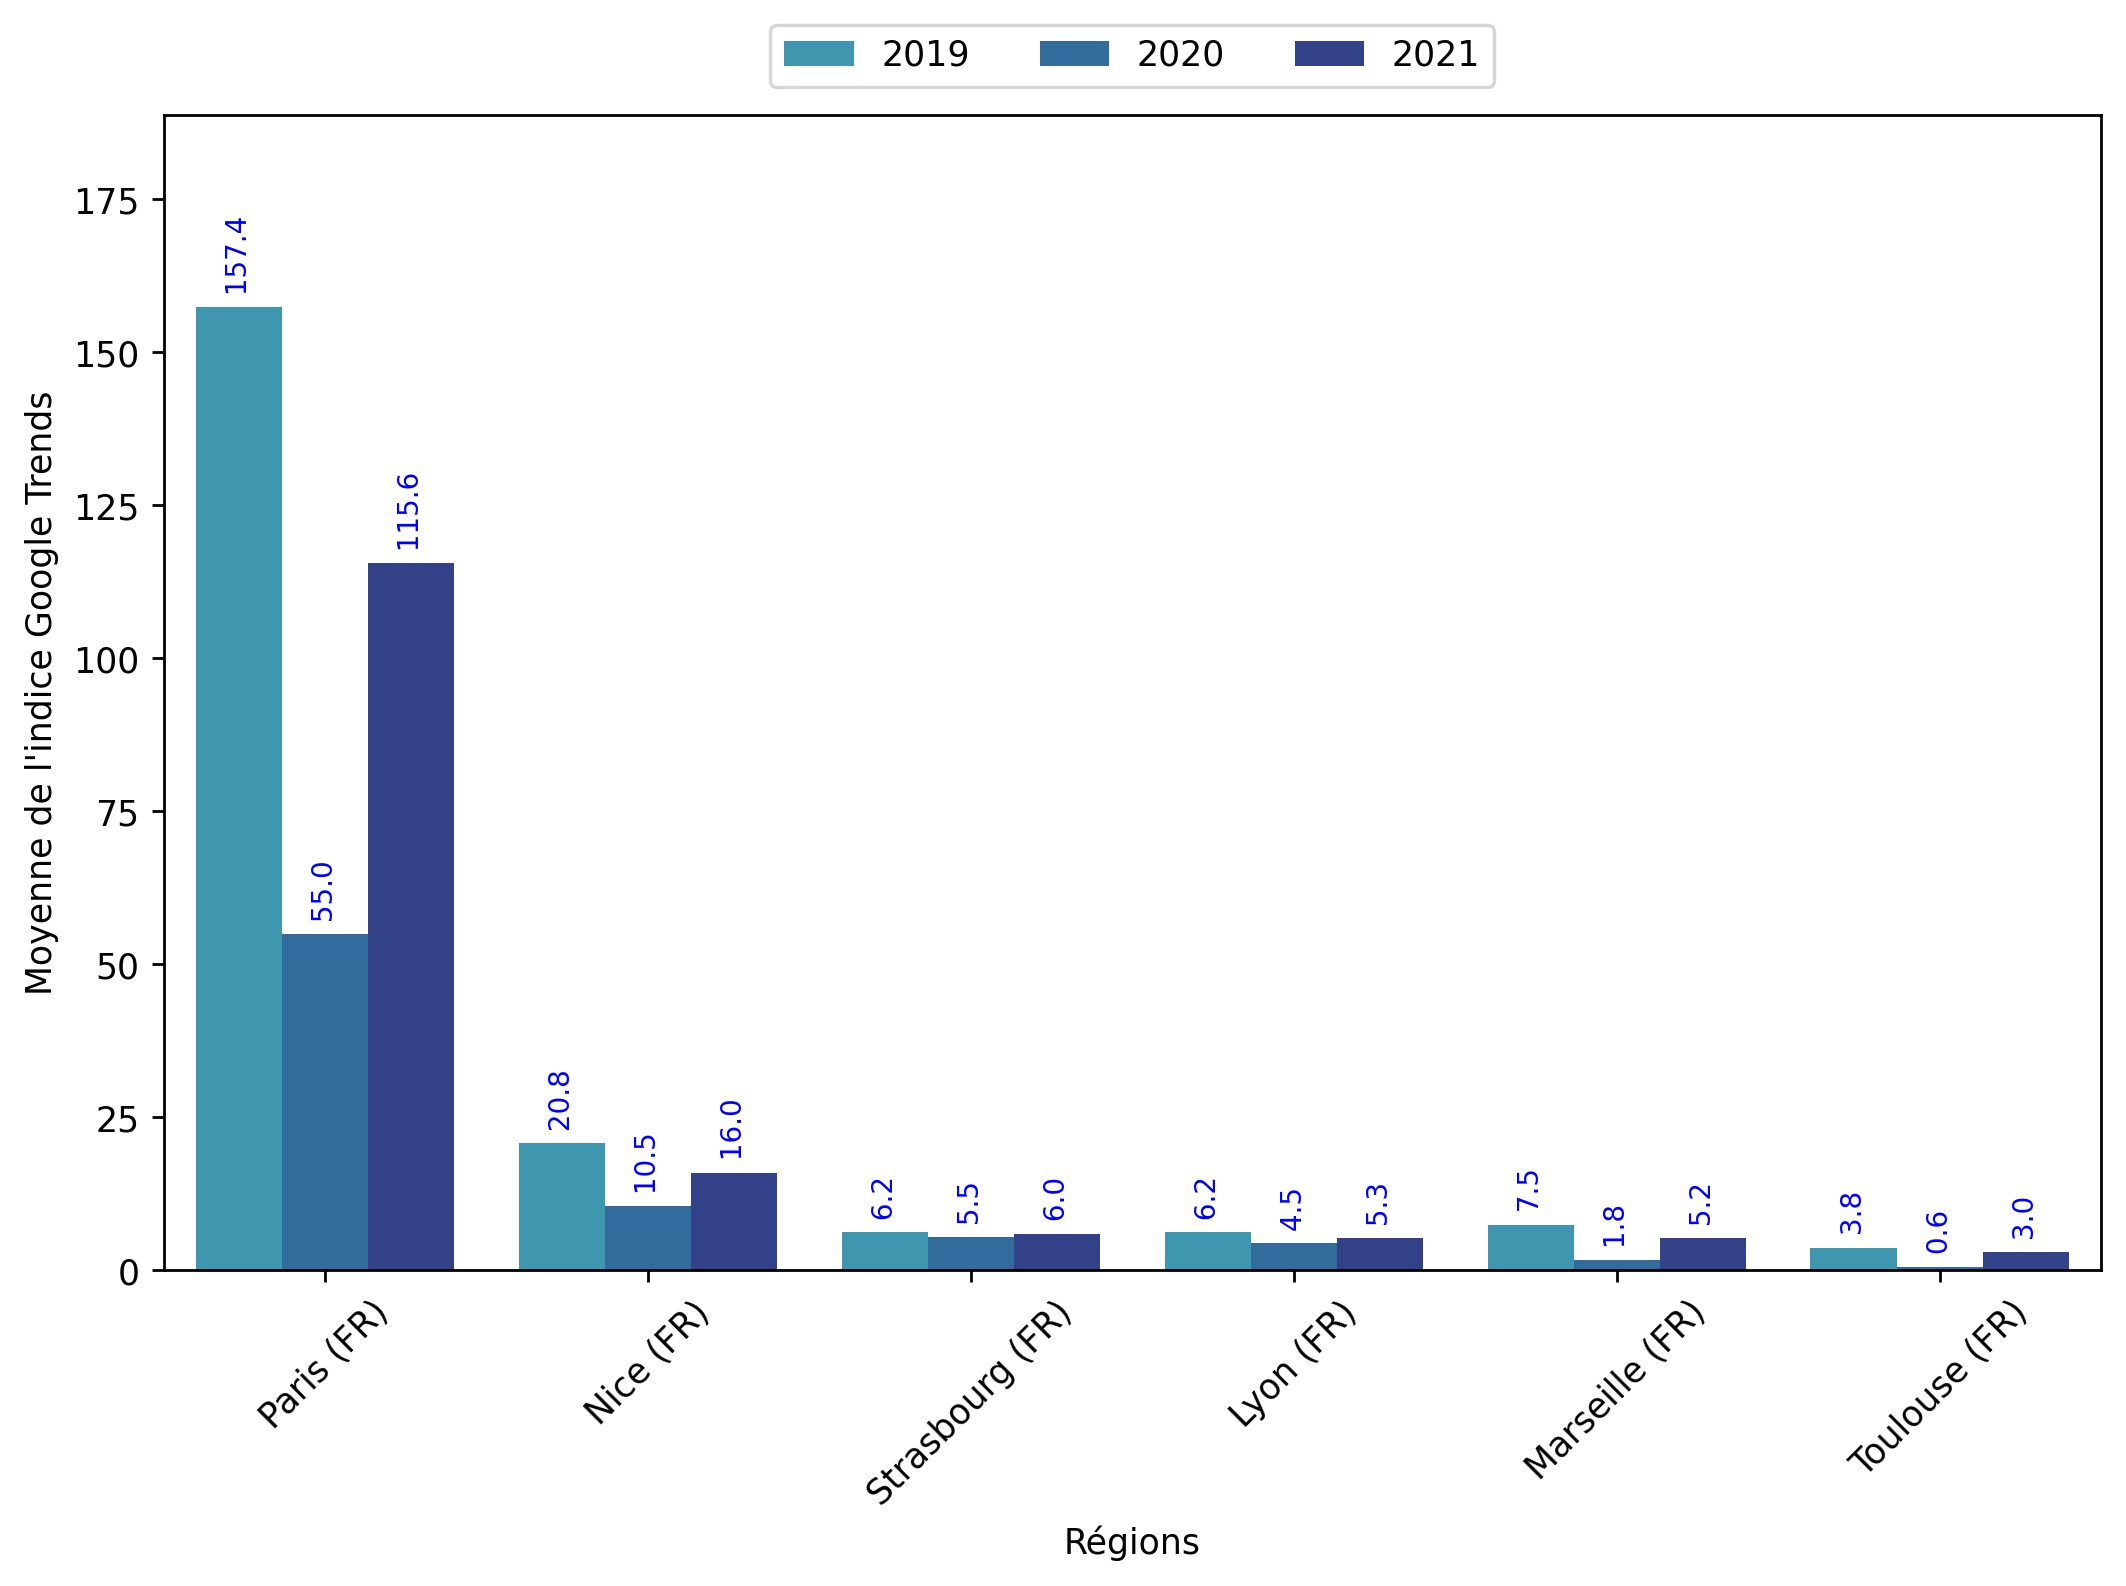 2019 2020 2021
Moyenne de l'indice Google Trends
175
150
125
100
75
50
25
0
157.4
55.0
115.6
20.8
10.5
16.0
6.2
5.5
6.0
6.2
4.5
5.3
7.5
1.8
5.2
3.8
0.6
3.0
Paris (FR)
Nice (FR)
Strasbourg (FR)
Lyon (FR)
Marseille (FR)
Toulouse (FR)
Régions